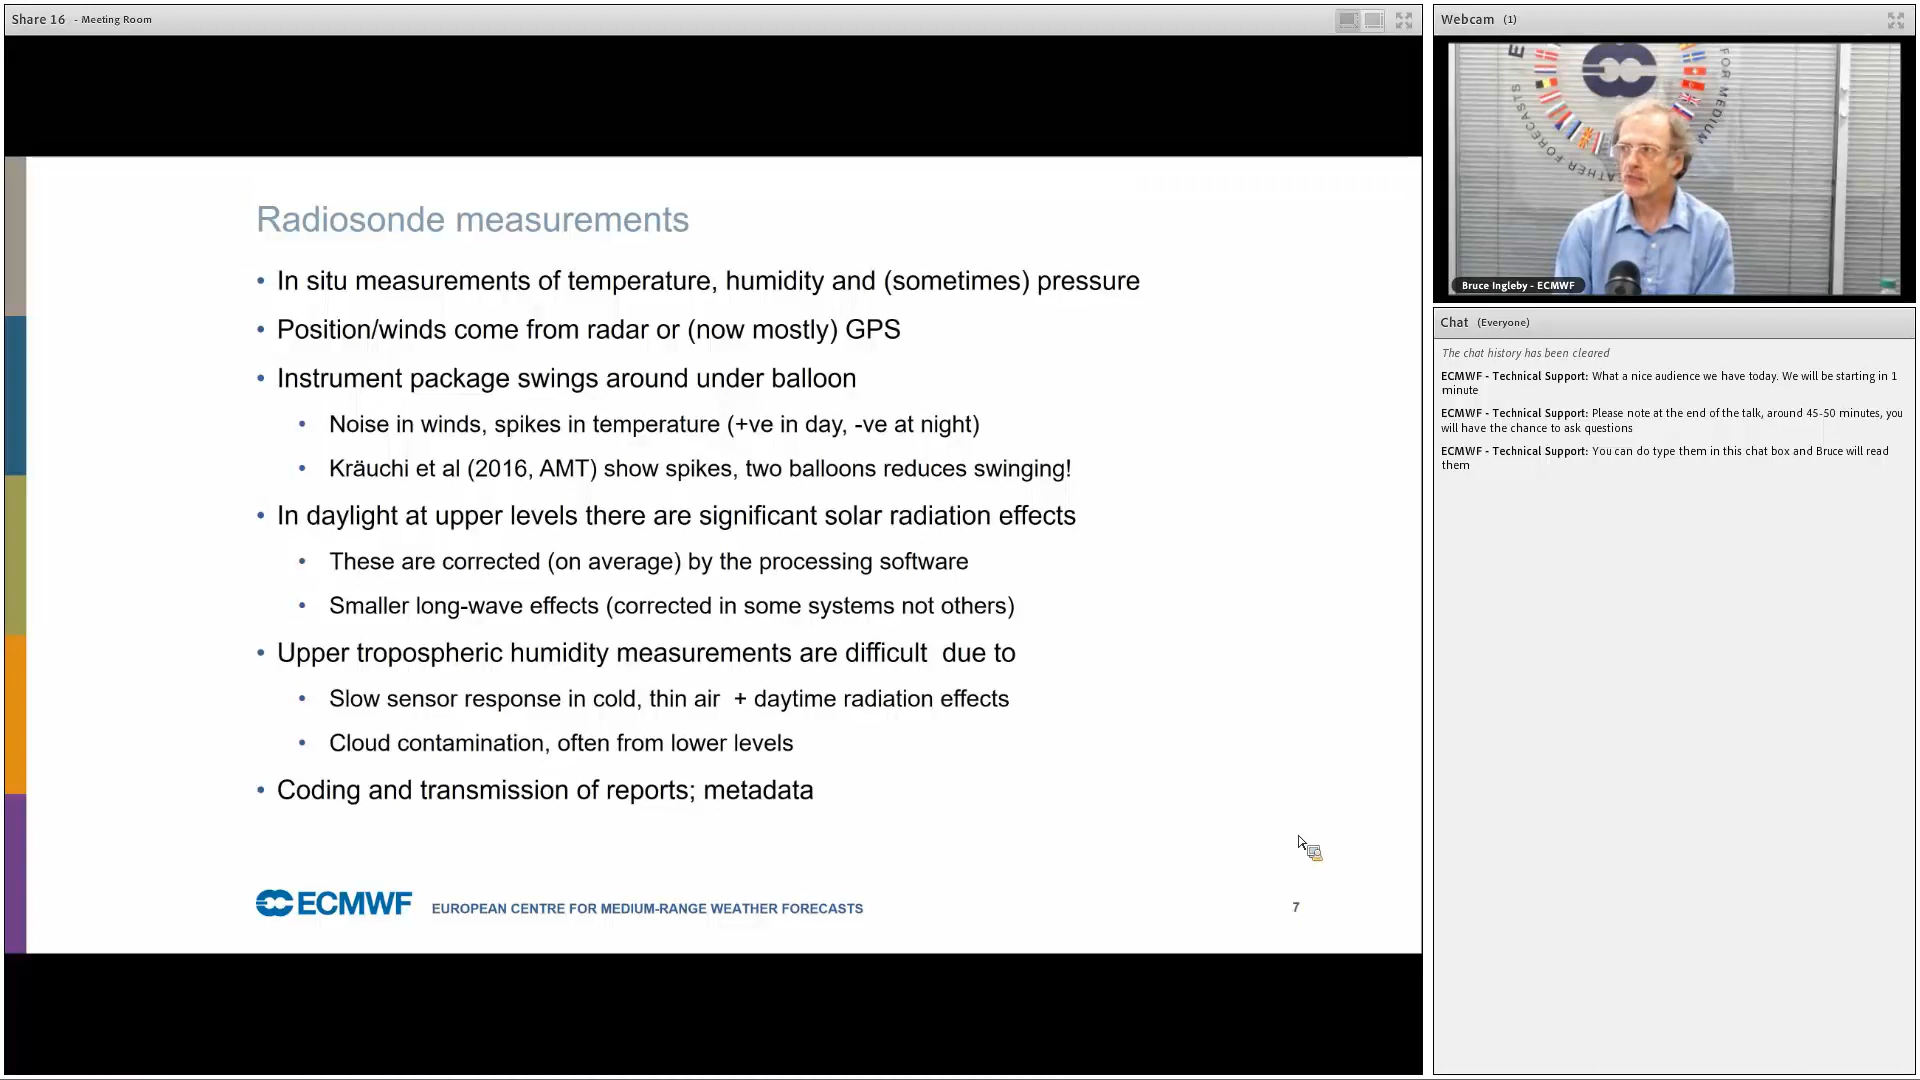 Share 16 - Meeting Room
Radiosonde measurements
• In situ measurements of temperature, humidity and (sometimes) pressure
• Position/winds come from radar or (now mostly) GPS
• Instrument package swings around under balloon
• Noise in winds, spikes in temperature (+ve in day, -ve at night)
• Kräuchi et al (2016, AMT) show spikes, two balloons reduces swinging!
• In daylight at upper levels there are significant solar radiation effects
• These are corrected (on average) by the processing software
• Smaller long-wave effects (corrected in some systems not others)
• Upper tropospheric humidity measurements are difficult due to
• Slow sensor response in cold, thin air + daytime radiation effects
• Cloud contamination, often from lower levels
• Coding and transmission of reports; metadata
ECMWF EUROPEAN CENTRE FOR MEDIUM-RANGE WEATHER FORECASTS
7
Webcam (1)
FOR MEDIUM
ATHER FORECASTS
Bruce Ingleby - ECMWF
Chat (Everyone)
The chat history has been cleared
ECMWF - Technical Support: What a nice audience we have today. We will be starting in 1
minute
ECMWF - Technical Support: Please note at the end of the talk, around 45-50 minutes, you
will have the chance to ask questions
ECMWF - Technical Support: You can do type them in this chat box and Bruce will read
them